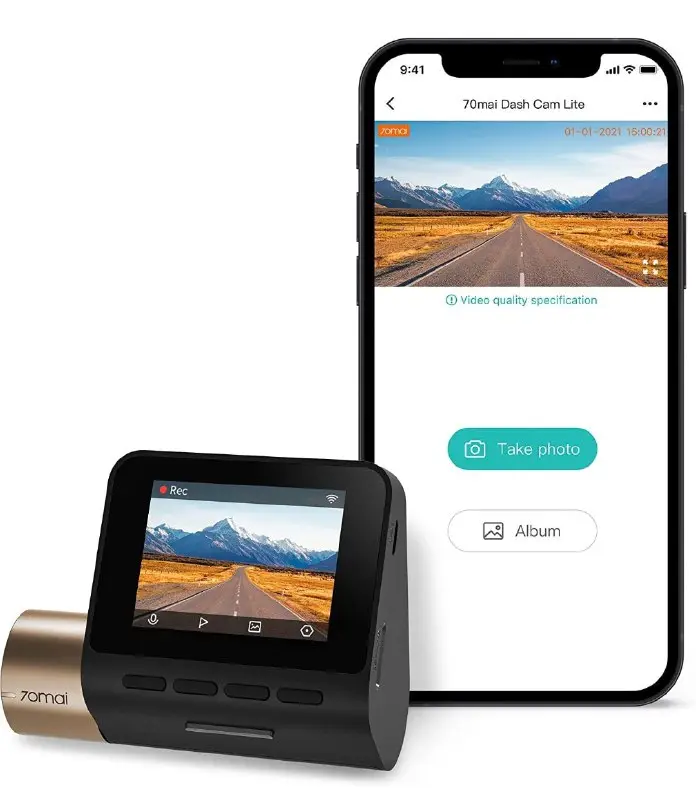 9:41
70mai Dash Cam Lite
70mai
01-01-2021 15:00:21
Video quality specification
Take photo
Album
Rec
70mai